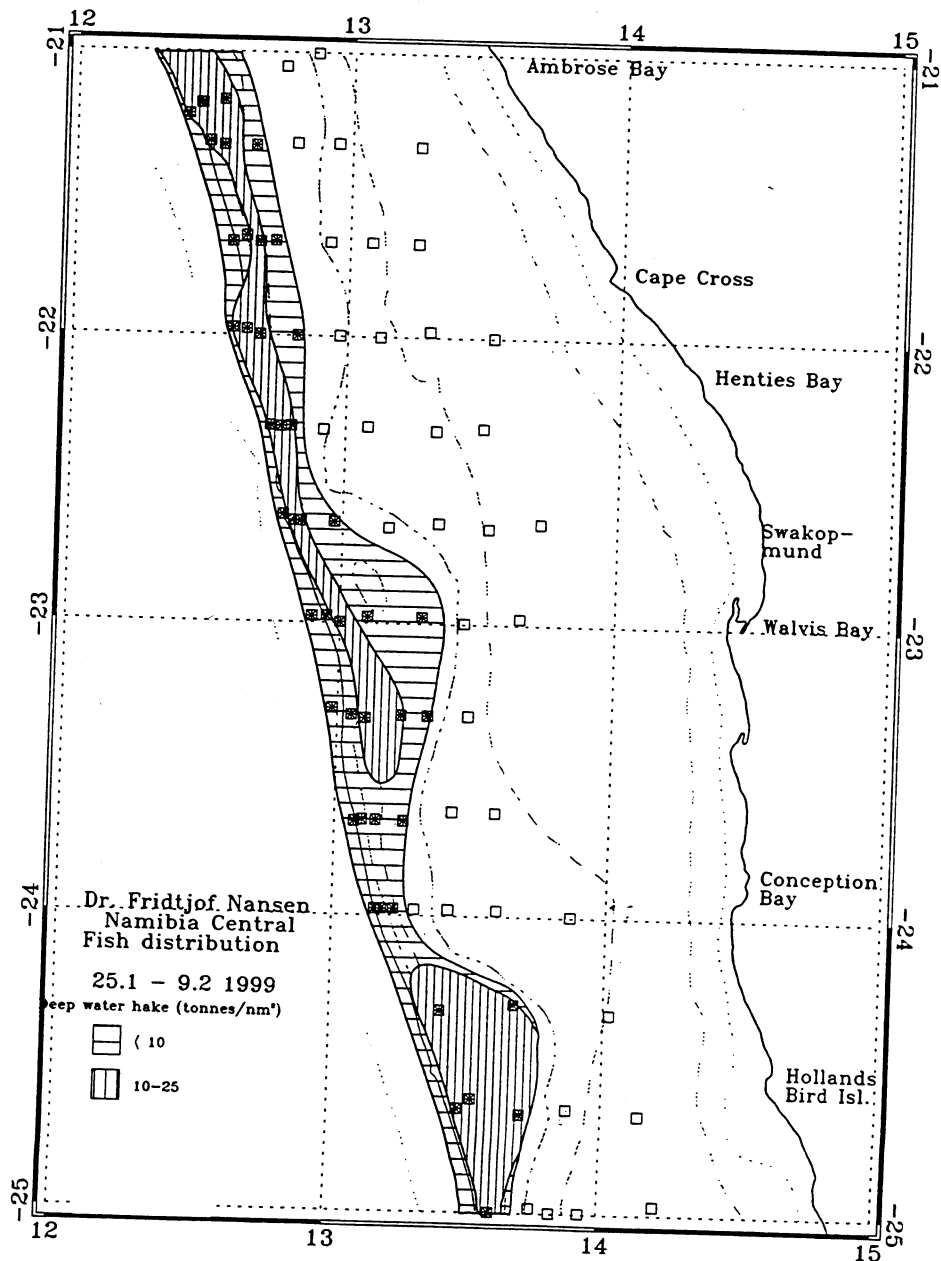 12
13
14
15
-21
-21
Ambrose Bay
Cape Cross
-22
-22
Henties Bay
Swakop-
mund
-23
-23
Walvis Bay
Conception
Bay
-24
-24
Dr. Fridtjof Nansen
Namibia Central
Fish distribution
25.1 - 9.2 1999
Deep water hake (tonnes/nm²)
< 10
10-25
Hollands
Bird Isl.
-25
-25
12
13
14
15